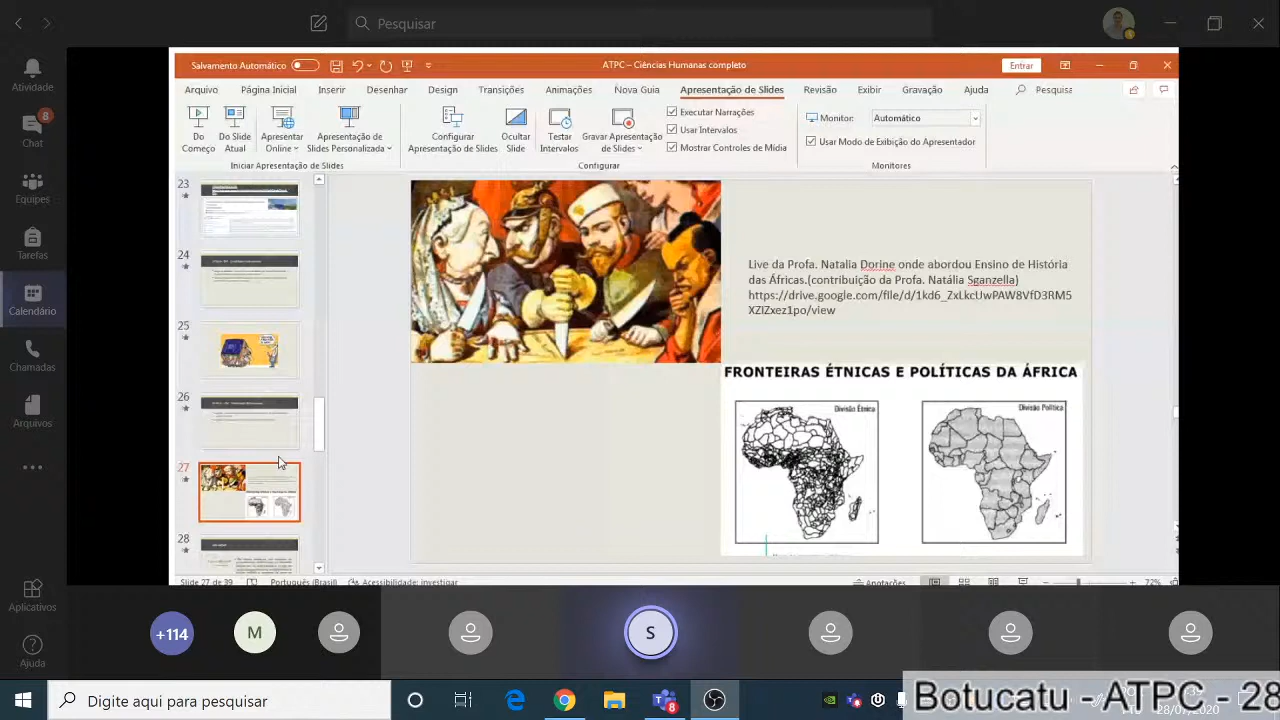 Pesquisar
Salvamento Automático
ATPC – Ciências Humanas completo
Entrar
Arquivo
Página Inicial
Inserir
Desenhar
Design
Transições
Animações
Nova Guia
Apresentação de Slides
Revisão
Exibir
Gravação
Ajuda
Pesquisa
Do Começo
Do Slide Atual
Apresentar Online
Apresentação de Slides Personalizada
Configurar Apresentação de Slides
Ocultar Slide
Testar Intervalos
Gravar Apresentação de Slides
Executar Narrações
Usar Intervalos
Mostrar Controles de Mídia
Monitor:
Automático
Usar Modo de Exibição do Apresentador
Iniciar Apresentação de Slides
Configurar
Monitores
Atividade
8
Chat
Equipes
Tarefas
Calendário
Chamadas
Arquivos
Aplicativos
Ajuda
23
24
25
26
27
28
Live da Profa. Natalia Dorine onde abordou Ensino de História
das Áfricas.(contribuição da Profa. Natália Sganzella)
https://drive.google.com/file/d/1kd6_ZxLkcUwPAW8VfD3RM5
XZIZxez1po/view
FRONTEIRAS ÉTNICAS E POLÍTICAS DA ÁFRICA
Divisão Étnica
Divisão Política
Slide 27 de 39
Português (Brasil)
Acessibilidade: investigar
Anotações
72%
+114
M
S
Digite aqui para pesquisar
8
28/07/2020
Botucatu - ATPC - 28